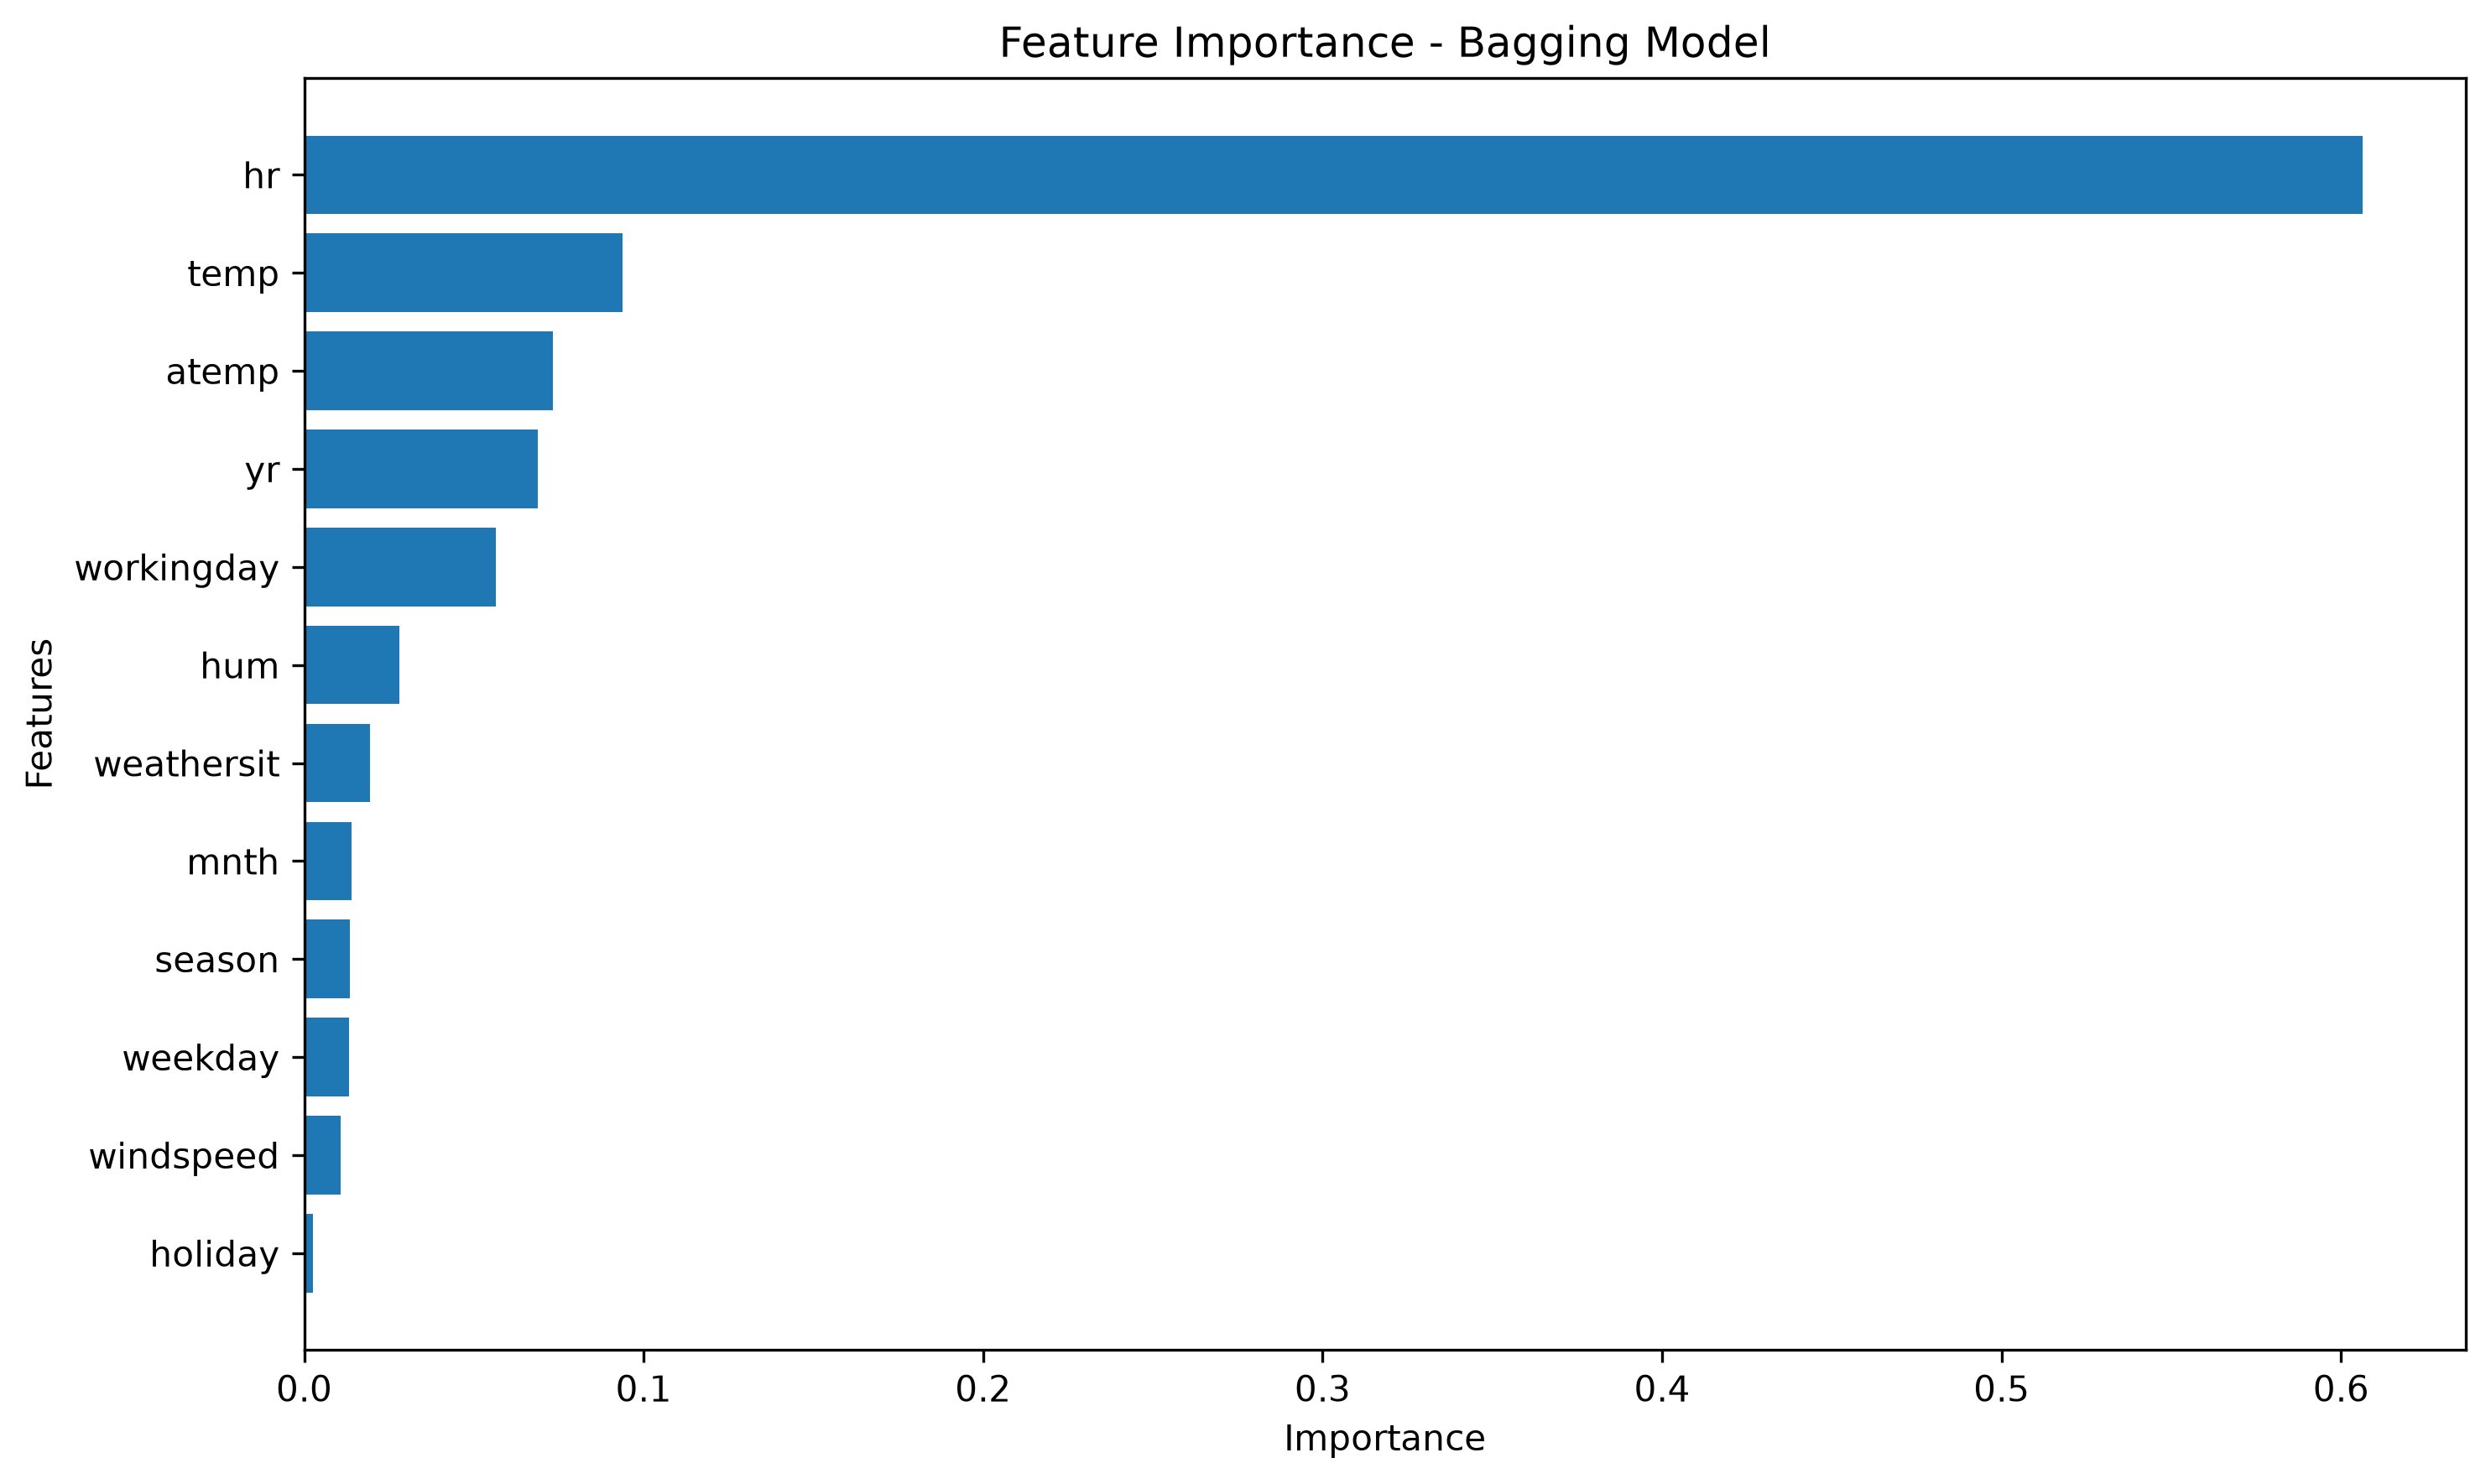 Feature Importance - Bagging Model
Features
hr
temp
atemp
yr
workingday
hum
weathersit
mnth
season
weekday
windspeed
holiday
0.0 0.1 0.2 0.3 0.4 0.5 0.6
Importance